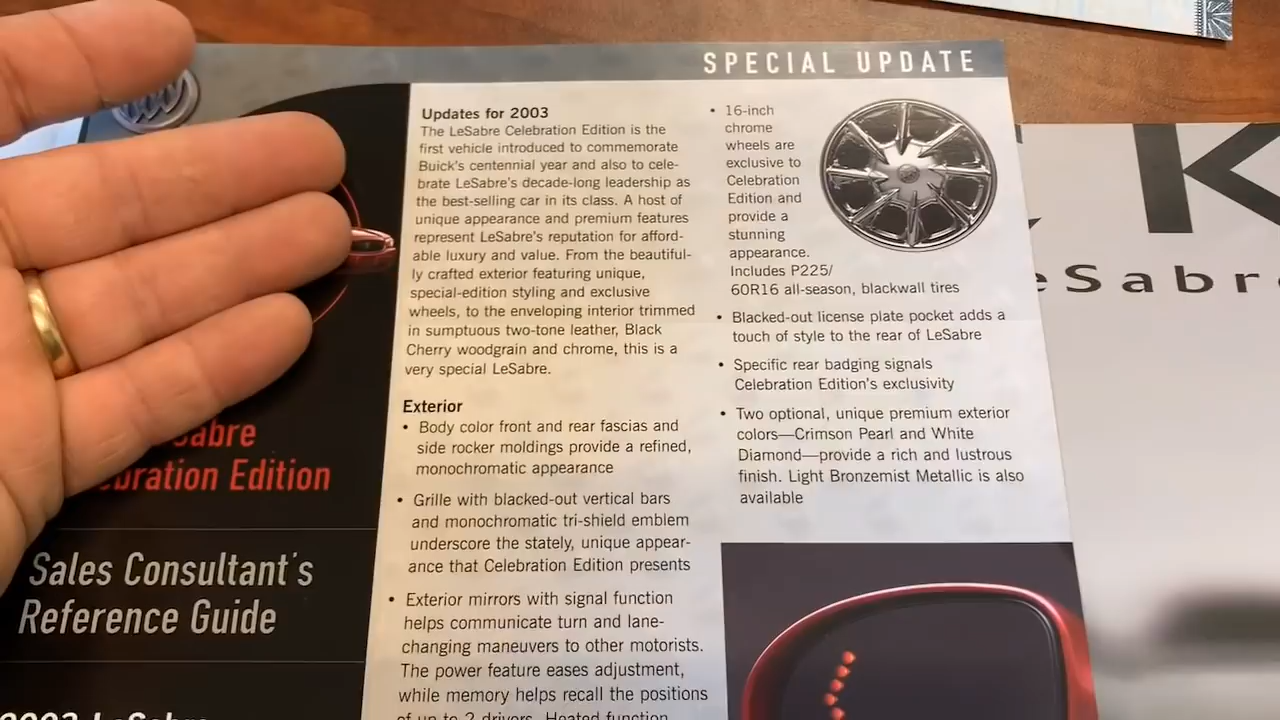 SPECIAL UPDATE
Updates for 2003
The LeSabre Celebration Edition is the
first vehicle introduced to commemorate
Buick's centennial year and also to cele-
brate LeSabre's decade-long leadership as
the best-selling car in its class. A host of
unique appearance and premium features
represent LeSabre's reputation for afford-
able luxury and value. From the beautiful-
ly crafted exterior featuring unique,
special-edition styling and exclusive
wheels, to the enveloping interior trimmed
in sumptuous two-tone leather, Black
Cherry woodgrain and chrome, this is a
very special LeSabre.
Exterior
• Body color front and rear fascias and
side rocker moldings provide a refined,
monochromatic appearance
• Grille with blacked-out vertical bars
and monochromatic tri-shield emblem
underscore the stately, unique appear-
ance that Celebration Edition presents
• Exterior mirrors with signal function
helps communicate turn and lane-
changing maneuvers to other motorists.
The power feature eases adjustment,
while memory helps recall the positions
of up to 2 drivers. Heated function
• 16-inch
chrome
wheels are
exclusive to
Celebration
Edition and
provide a
stunning
appearance.
Includes P225/
60R16 all-season, blackwall tires
• Blacked-out license plate pocket adds a
touch of style to the rear of LeSabre
• Specific rear badging signals
Celebration Edition's exclusivity
• Two optional, unique premium exterior
colors—Crimson Pearl and White
Diamond—provide a rich and lustrous
finish. Light Bronzemist Metallic is also
available
sabre
bration Edition
Sales Consultant's
Reference Guide
2003 LeSabre
K
eSabre